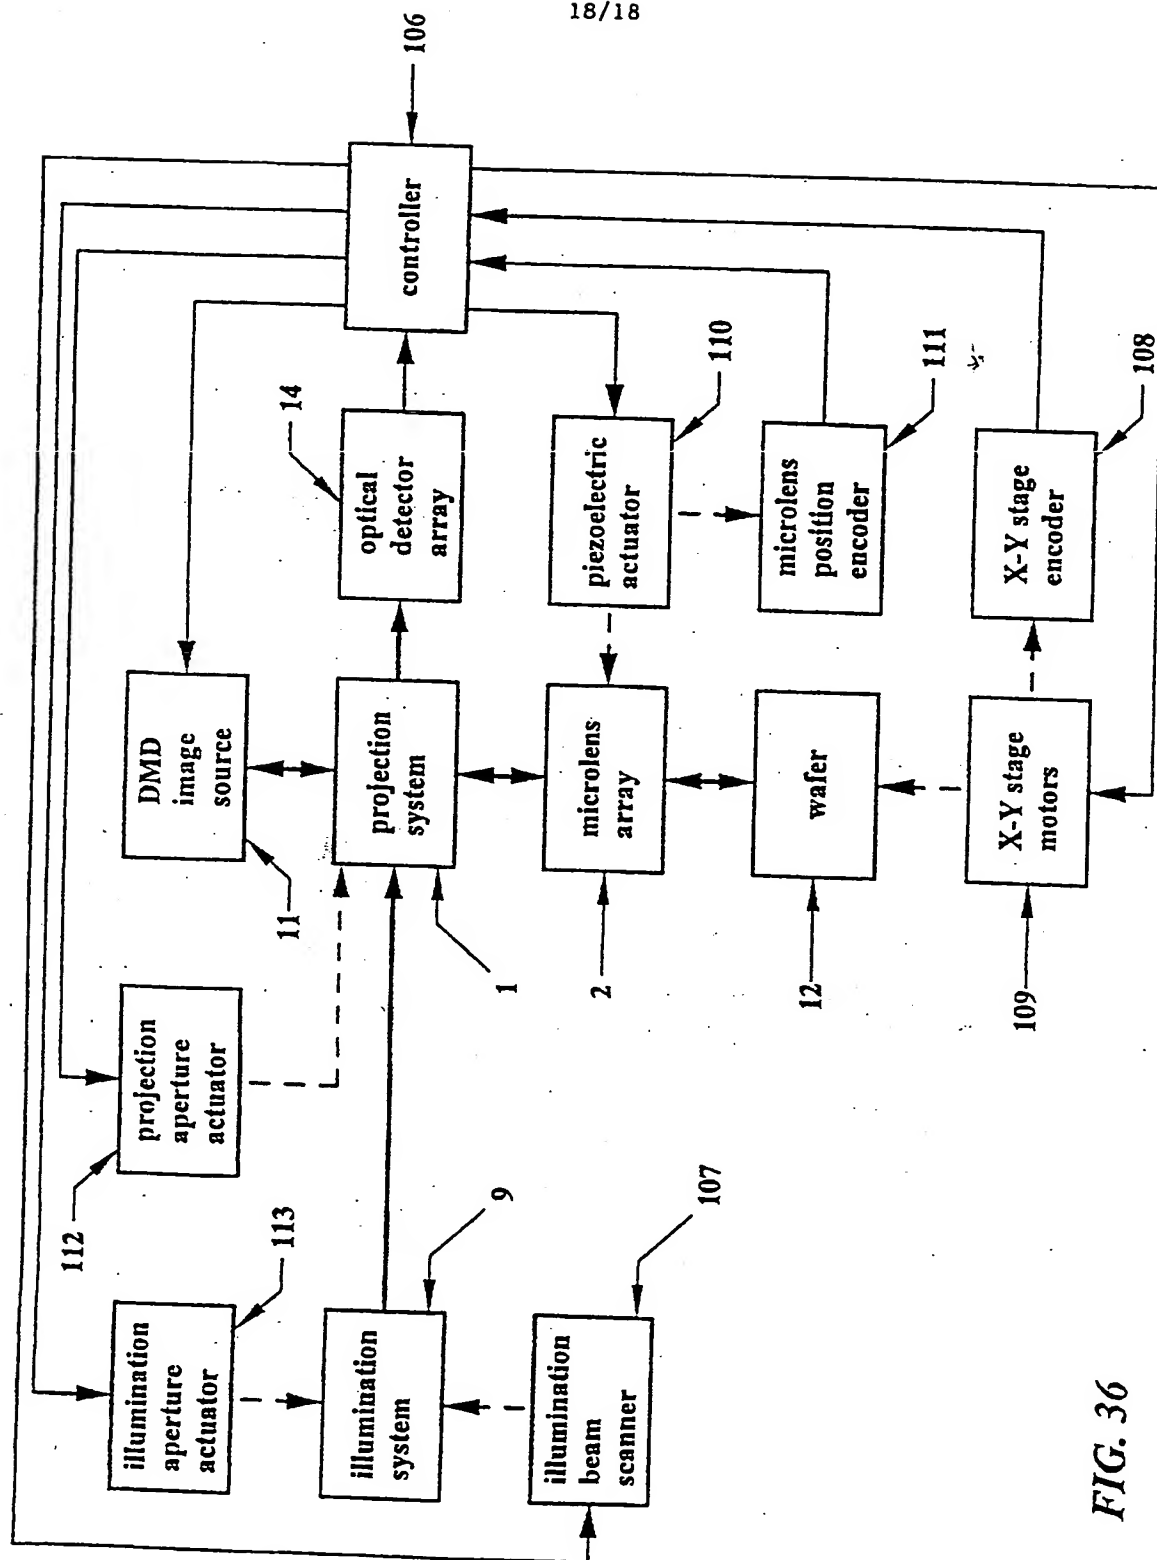 18/18
106
controller
14
optical
detector
array
110
piezoelectric
actuator
111
microlens
position
encoder
108
X-Y stage
encoder
DMD
image
source
11
projection
system
1
microlens
array
2
wafer
12
X-Y stage
motors
109
projection
aperture
actuator
112
illumination
aperture
actuator
113
illumination
system
9
illumination
beam
scanner
107
FIG. 36